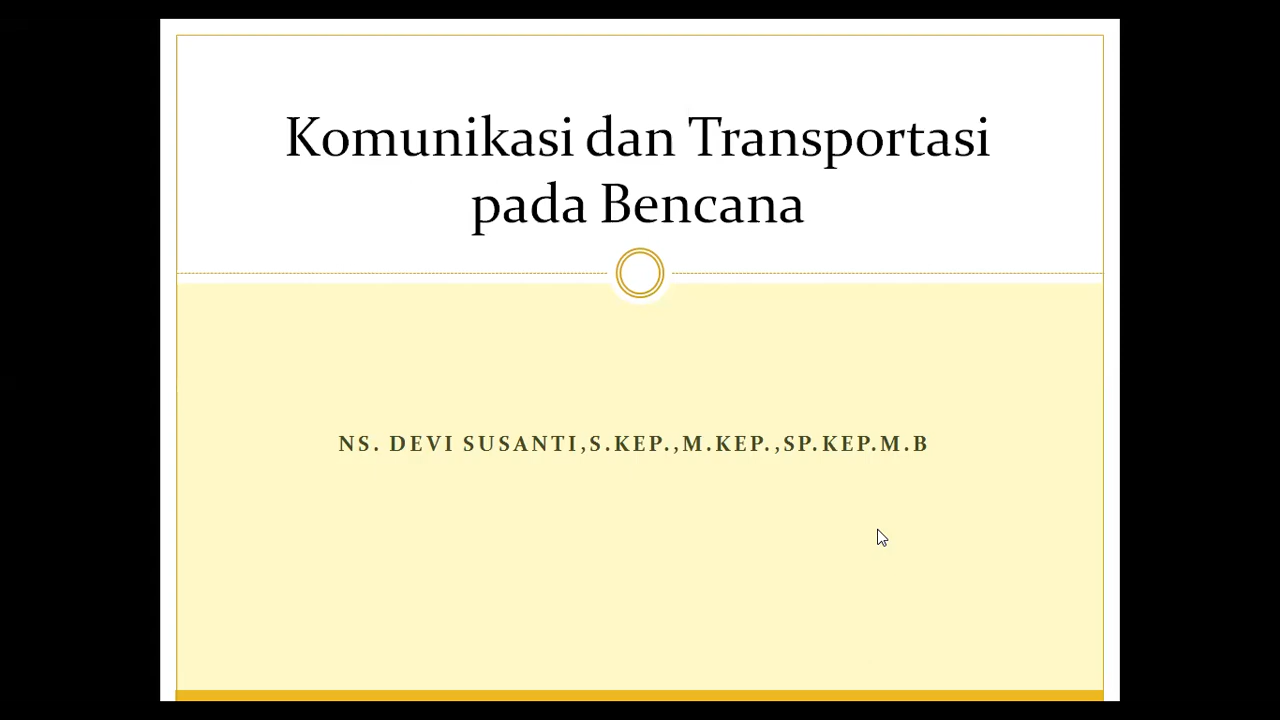 Komunikasi dan Transportasi
pada Bencana
NS. DEVI SUSANTI,S.KEP.,M.KEP.,SP.KEP.M.B